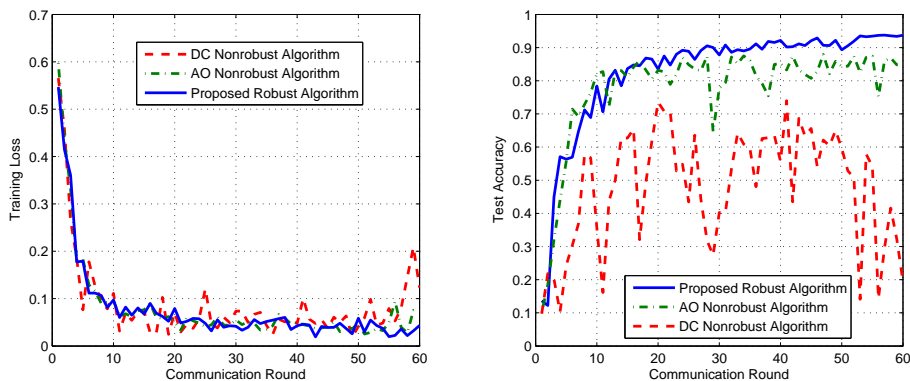 0.7
0.6
0.5
0.4
0.3
0.2
0.1
0
Training Loss
DC Nonrobust Algorithm
AO Nonrobust Algorithm
Proposed Robust Algorithm
0 10 20 30 40 50 60
Communication Round
1
0.9
0.8
0.7
0.6
0.5
0.4
0.3
0.2
0.1
0
Test Accuracy
Proposed Robust Algorithm
AO Nonrobust Algorithm
DC Nonrobust Algorithm
0 10 20 30 40 50 60
Communication Round